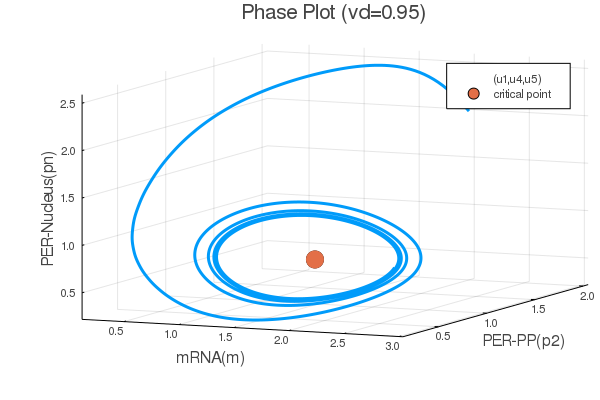 Phase Plot (vd=0.95)
(u1,u4,u5)
critical point
2.5
2.0
1.5
1.0
0.5
PER-Nucleus(pn)
0.5
1.0
1.5
2.0
2.5
3.0
mRNA(m)
0.5
1.0
1.5
2.0
PER-PP(p2)